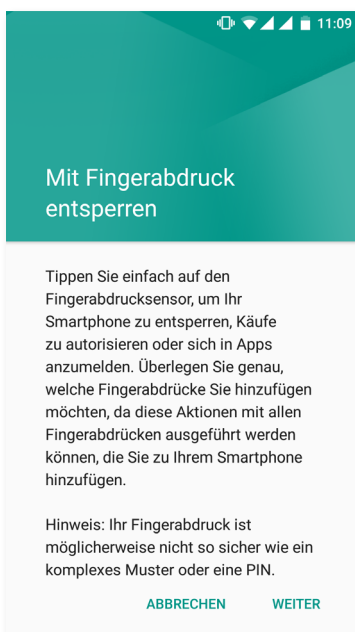 11:09
Mit Fingerabdruck
entsperren
Tippen Sie einfach auf den
Fingerabdrucksensor, um Ihr
Smartphone zu entsperren, Käufe
zu autorisieren oder sich in Apps
anzumelden. Überlegen Sie genau,
welche Fingerabdrücke Sie hinzufügen
möchten, da diese Aktionen mit allen
Fingerabdrücken ausgeführt werden
können, die Sie zu Ihrem Smartphone
hinzufügen.
Hinweis: Ihr Fingerabdruck ist
möglicherweise nicht so sicher wie ein
komplexes Muster oder eine PIN.
ABBRECHEN WEITER